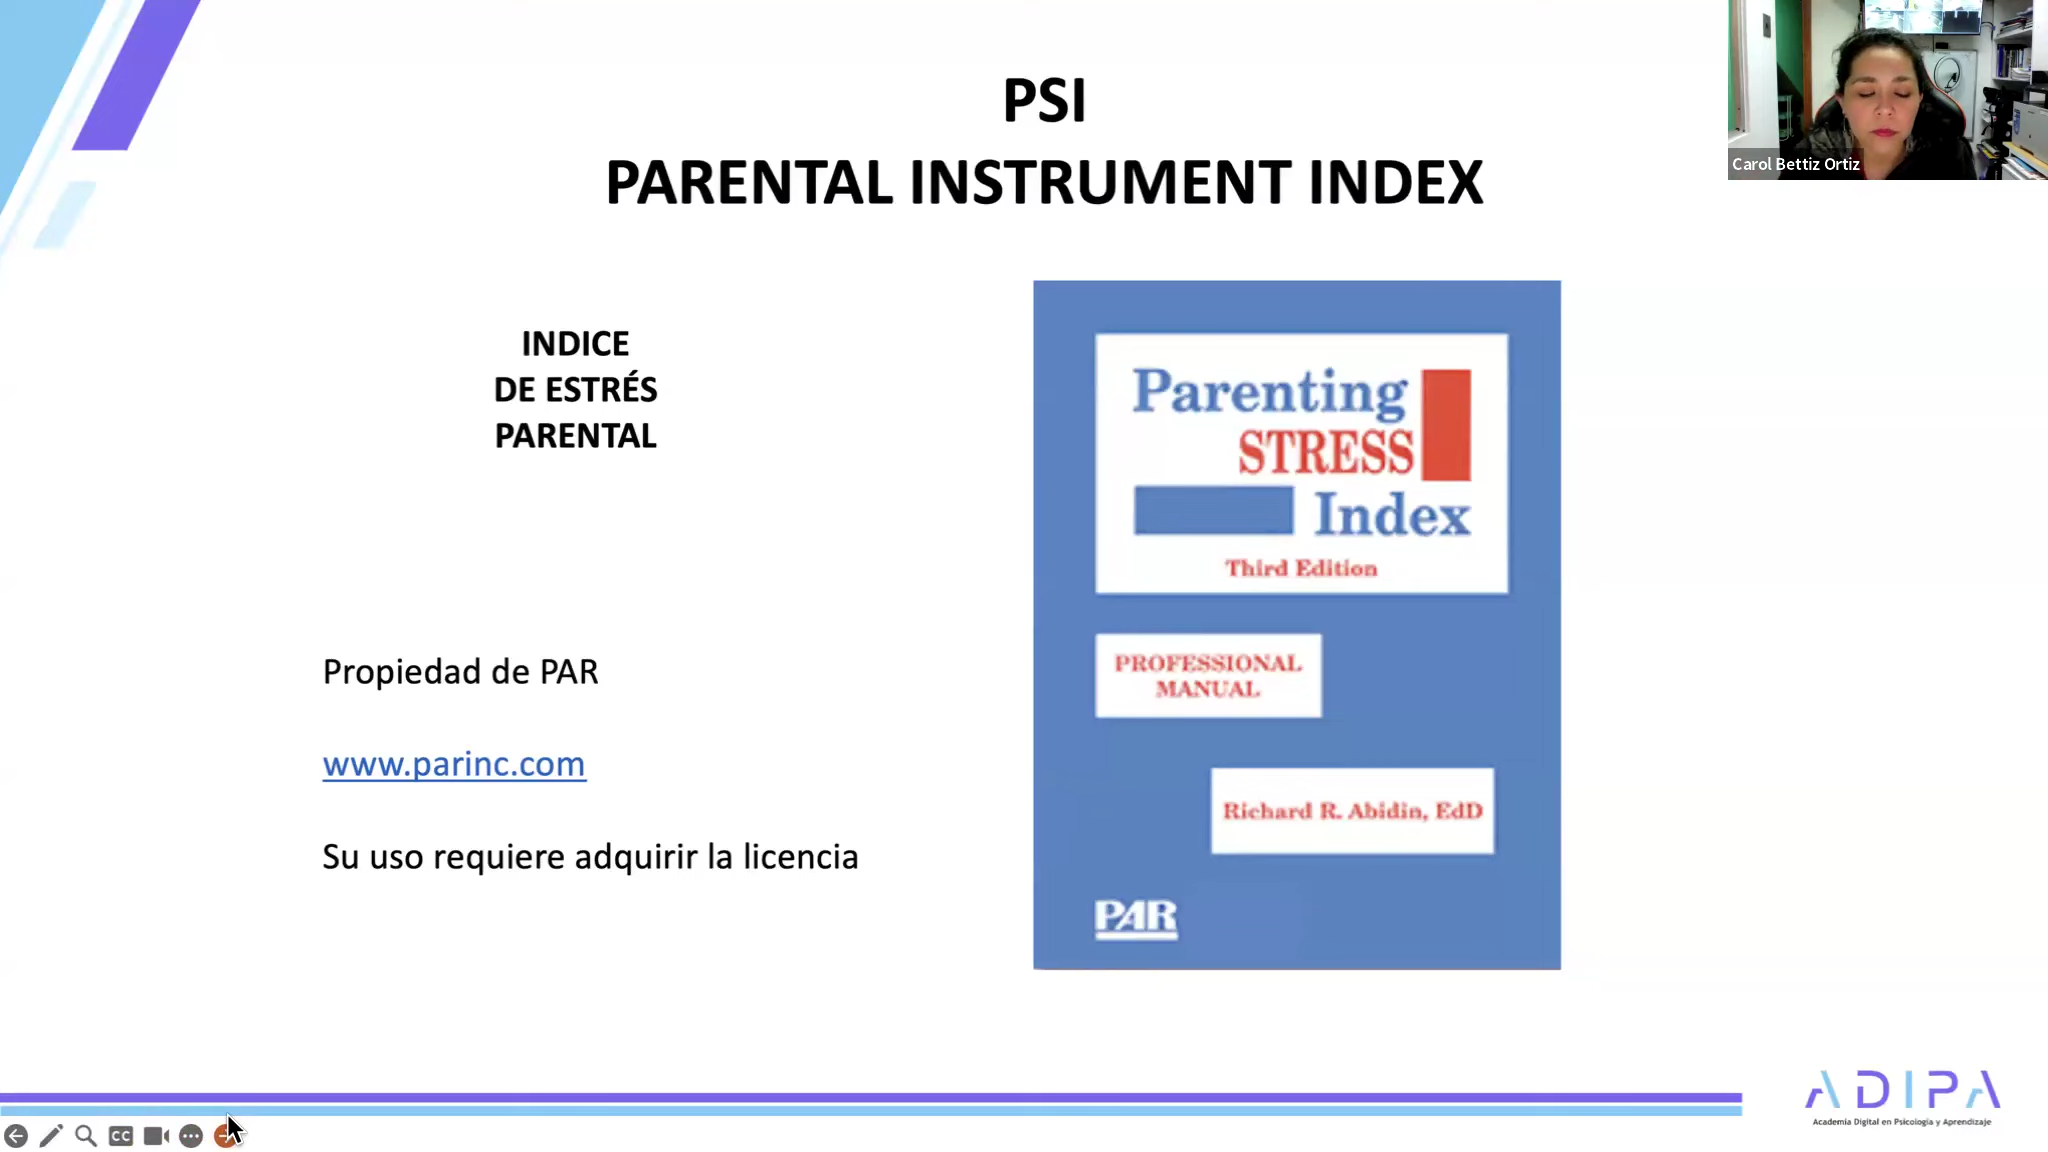 PSI
PARENTAL INSTRUMENT INDEX
Carol Bettiz Ortiz
INDICE
DE ESTRÉS
PARENTAL
Propiedad de PAR
www.parinc.com
Su uso requiere adquirir la licencia
Parenting
STRESS
Index
Third Edition
PROFESSIONAL
MANUAL
Richard R. Abidin, EdD
PAR
ADIPA
Academia Digital en Psicología y Aprendizaje
CC